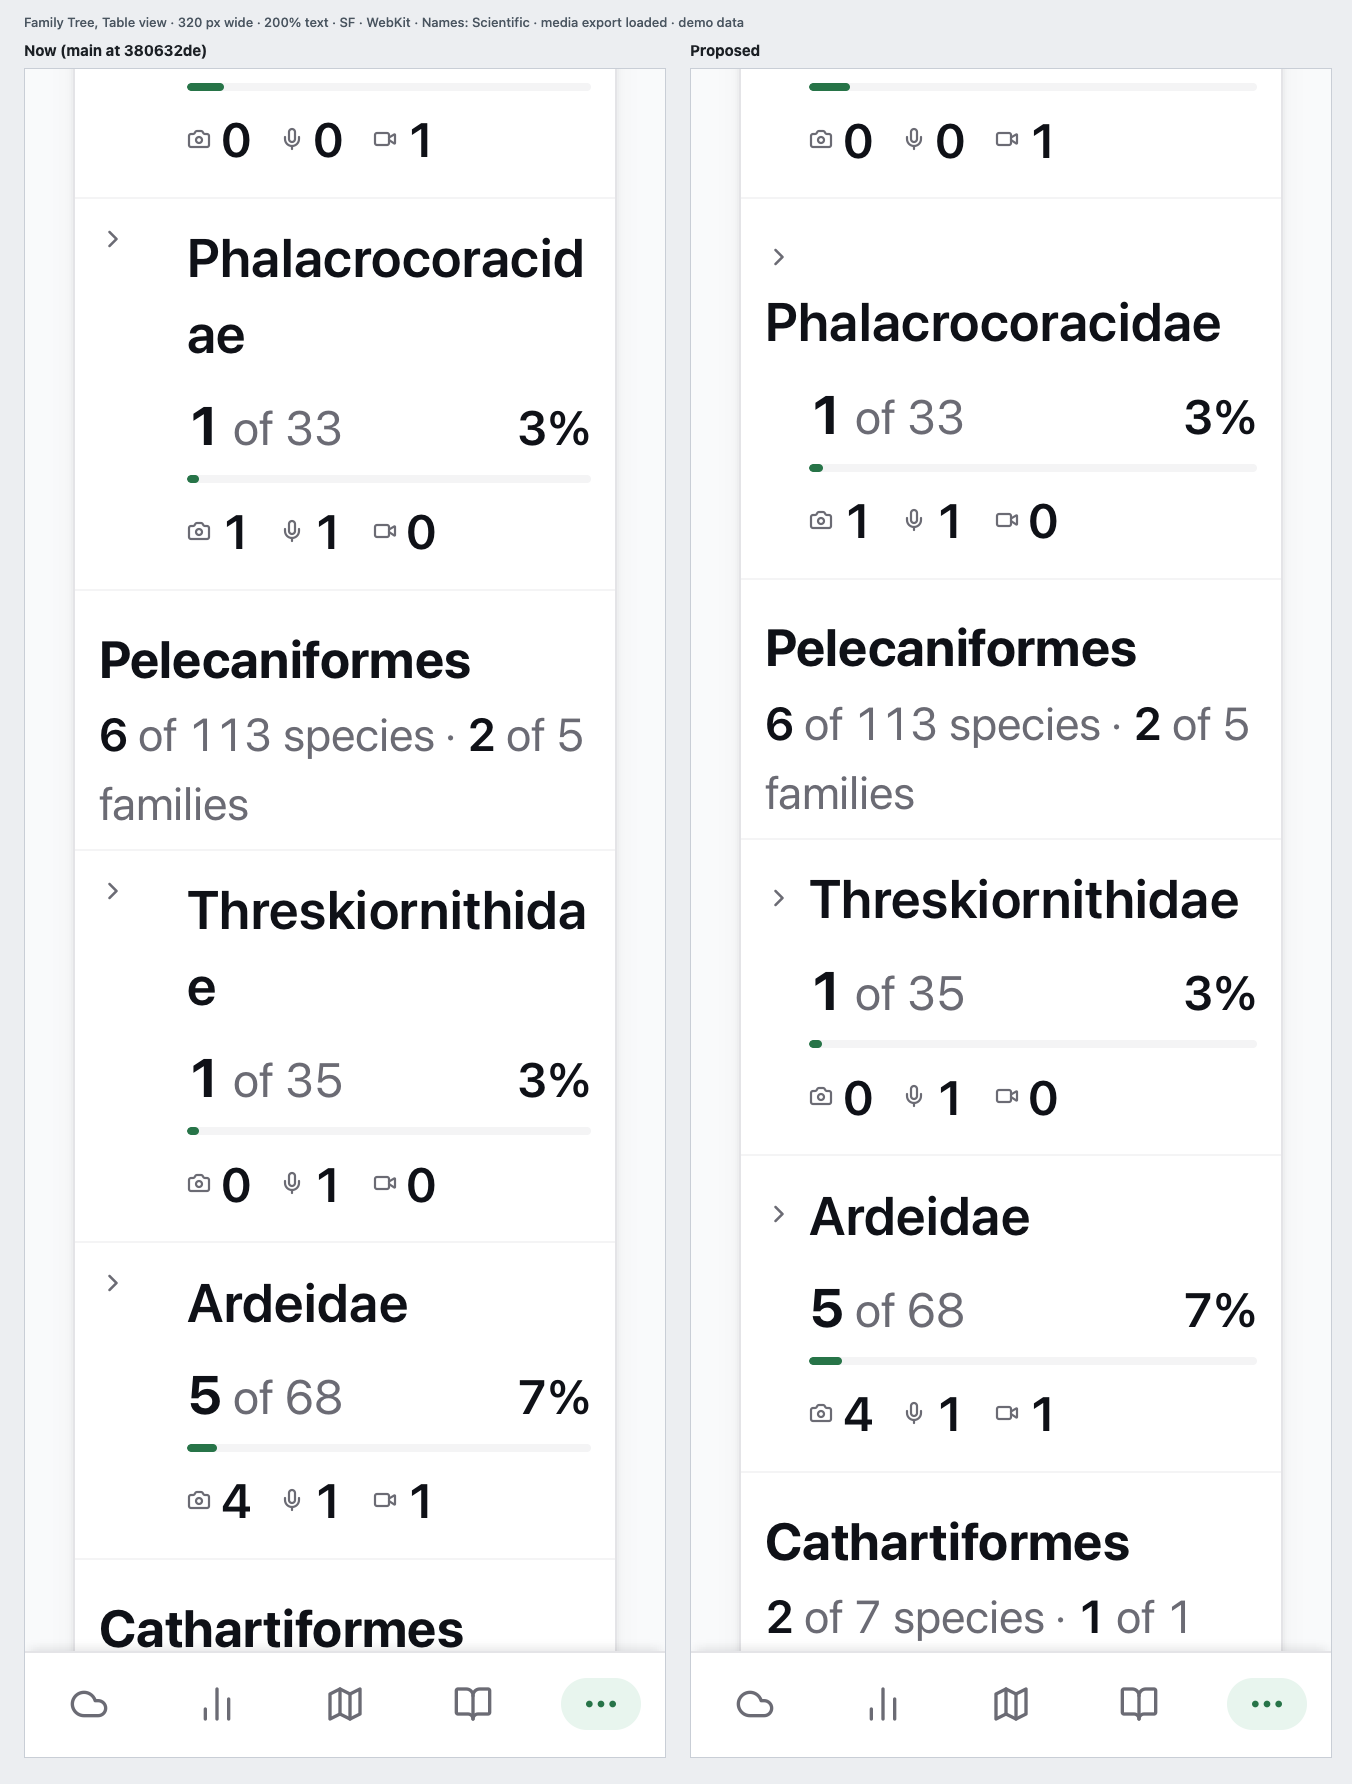 Family Tree, Table view · 320 px wide · 200% text · SF · WebKit · Names: Scientific · media export loaded · demo data
Now (main at 380632de)
0 0 1
Phalacrocoracid
ae
1 of 33 3%
1 1 0
Pelecaniformes
6 of 113 species · 2 of 5
families
Threskiornithida
e
1 of 35 3%
0 1 0
Ardeidae
5 of 68 7%
4 1 1
Cathartiformes
Proposed
0 0 1
Phalacrocoracidae
1 of 33 3%
1 1 0
Pelecaniformes
6 of 113 species · 2 of 5
families
Threskiornithidae
1 of 35 3%
0 1 0
Ardeidae
5 of 68 7%
4 1 1
Cathartiformes
2 of 7 species · 1 of 1